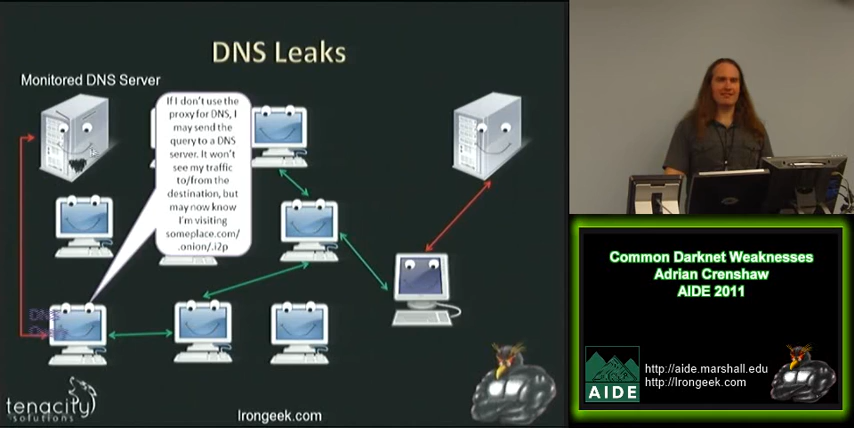 DNS Leaks
Monitored DNS Server
If I don't use the
proxy for DNS, I
may send the
query to a DNS
server. It won't
see my traffic
to/from the
destination, but
may now know
I'm visiting
someplace.com/
.onion/.i2p
DNS
tenacity
solutions
Irongeek.com
Common Darknet Weaknesses
Adrian Crenshaw
AIDE 2011
AIDE
http://aide.marshall.edu
http://Irongeek.com